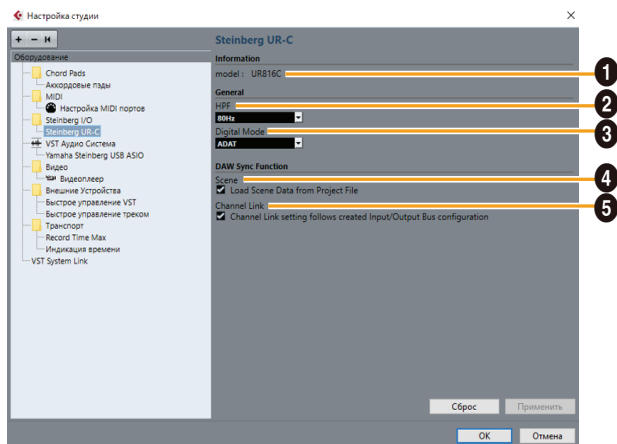 Настройка студии
+ − |◀
Steinberg UR-C
Оборудование
Chord Pads
Аккордовые пэды
MIDI
Настройка MIDI портов
Steinberg I/O
Steinberg UR-C
VST Аудио Система
Yamaha Steinberg USB ASIO
Видео
Видеоплеер
Внешние Устройства
Быстрое управление VST
Быстрое управление треком
Транспорт
Record Time Max
Индикация времени
VST System Link
Information
model : UR816C
1
General
HPF
2
80Hz
Digital Mode
3
ADAT
DAW Sync Function
Scene
4
Load Scene Data from Project File
Channel Link
5
Channel Link setting follows created Input/Output Bus configuration
Сброс Применить
OK Отмена